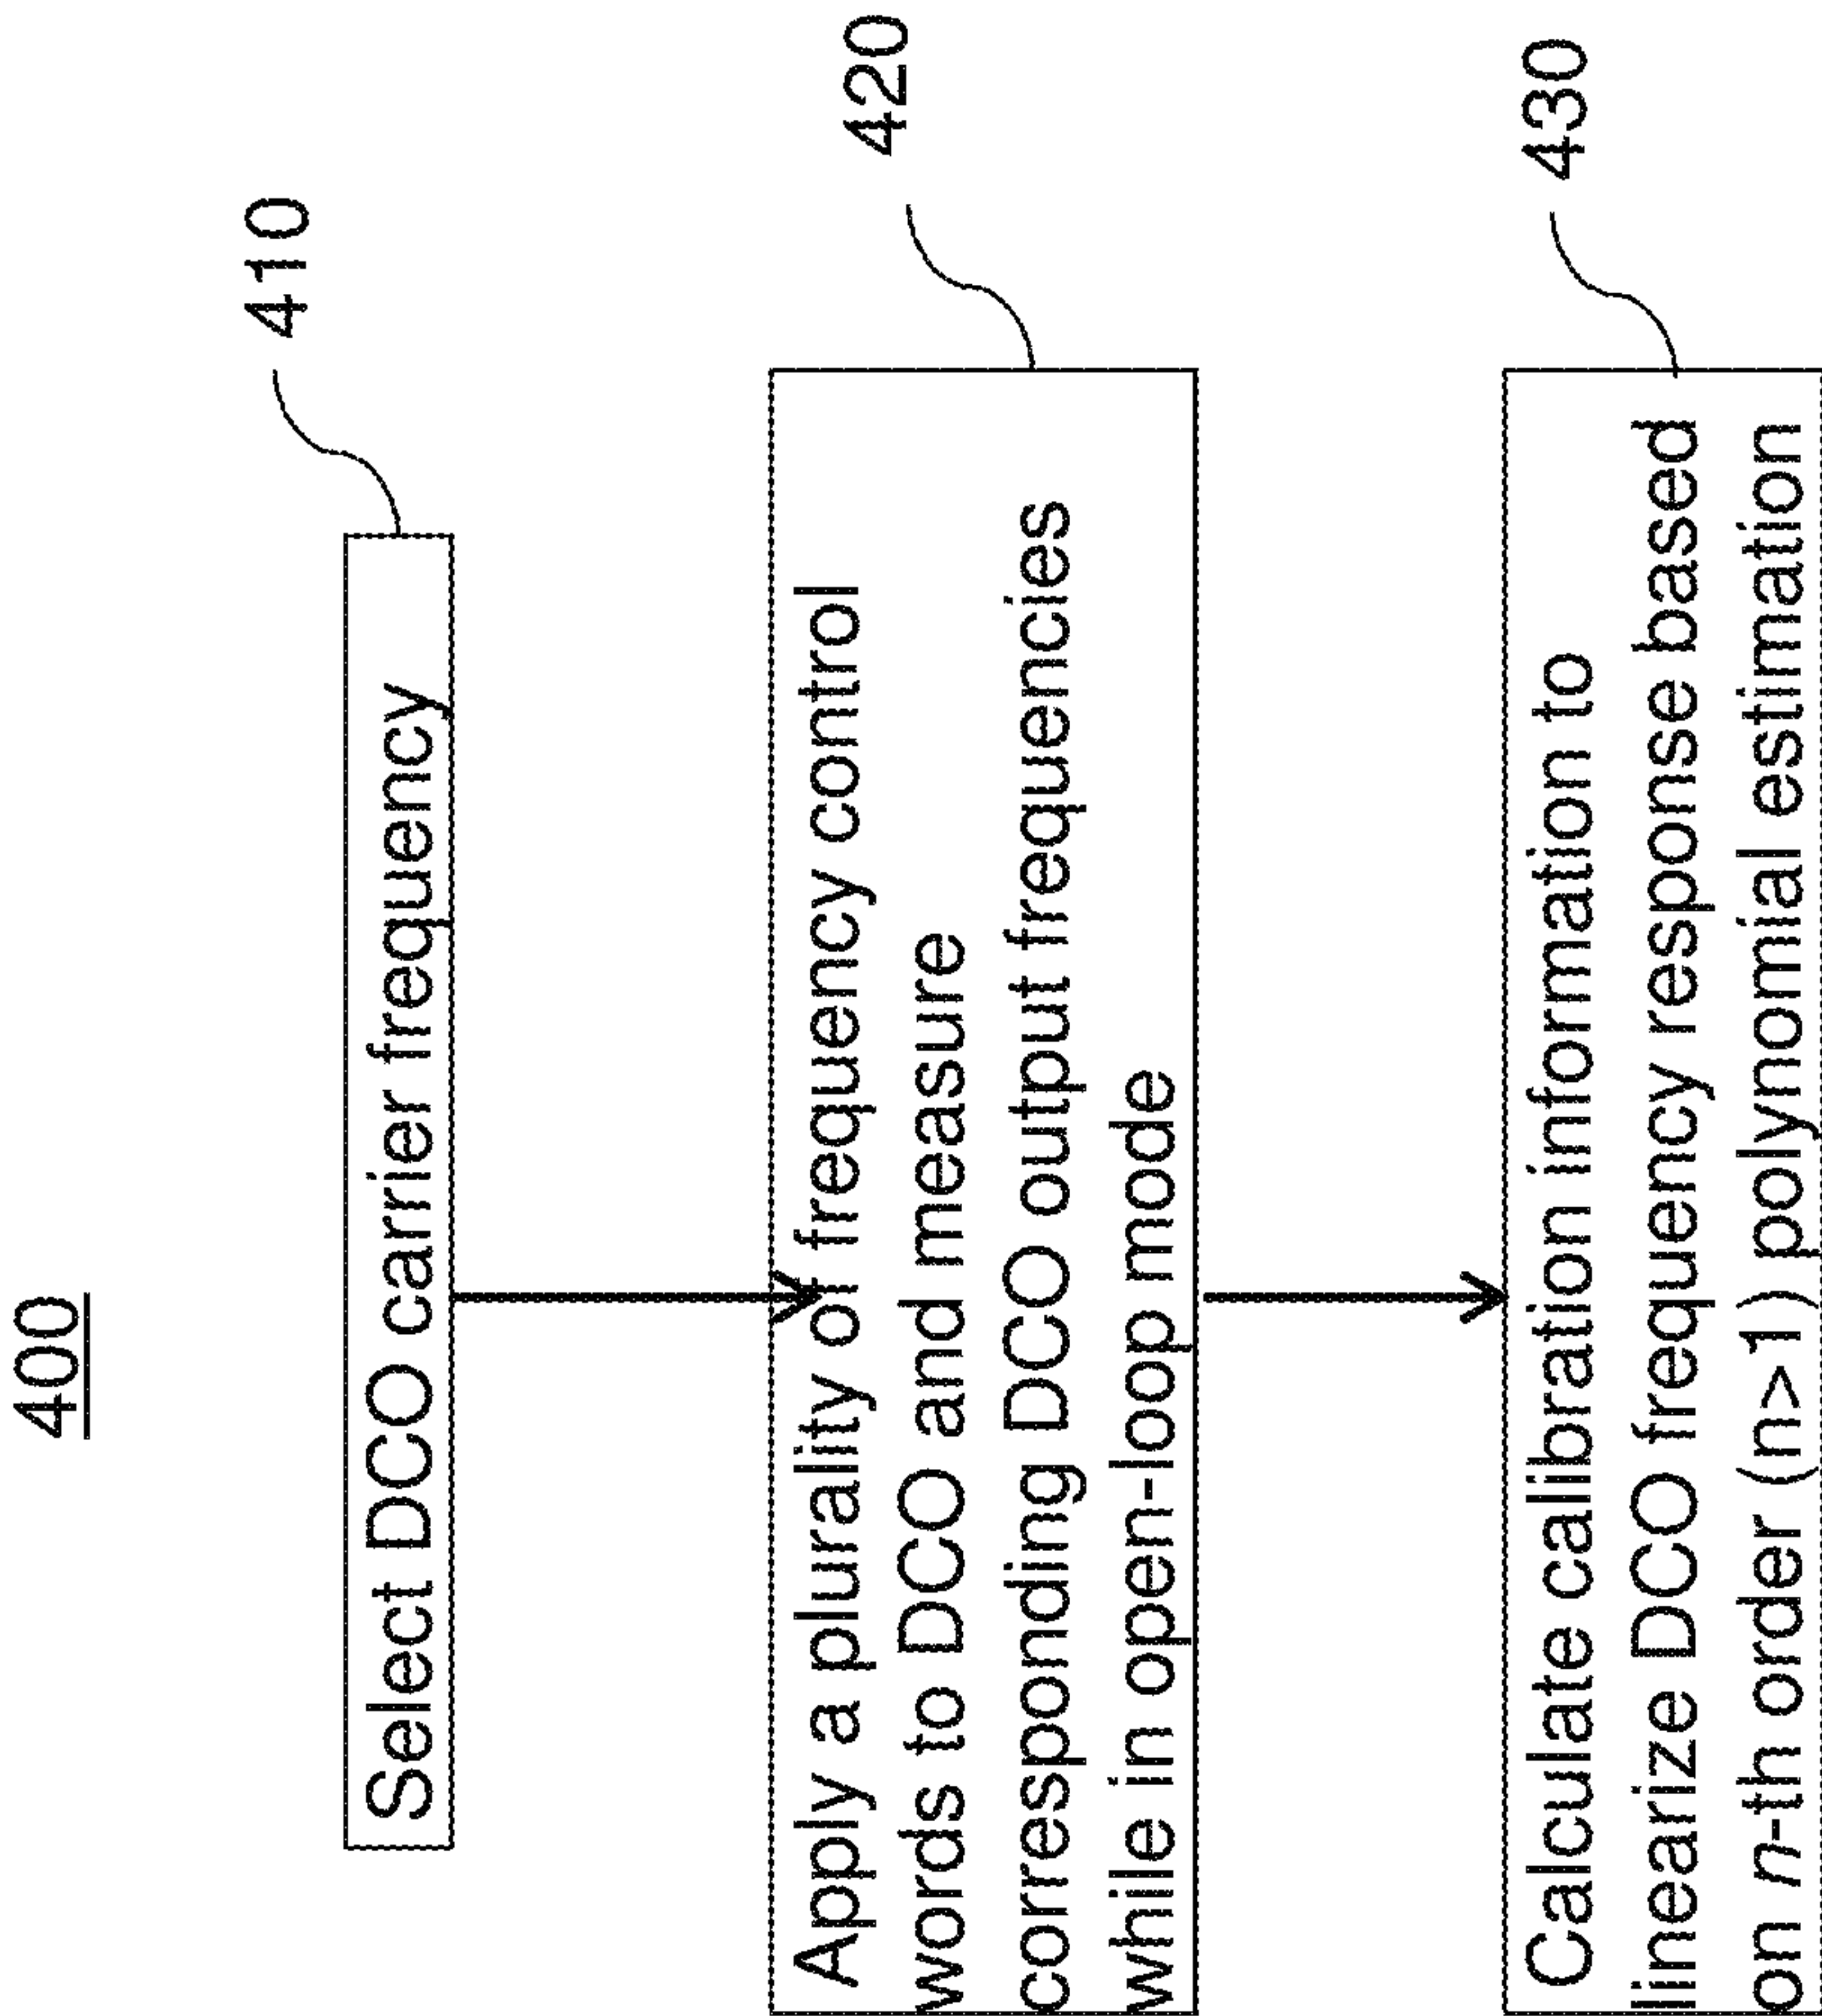 400
410
Select DCO carrier frequency
420
Apply a plurality of frequency control
words to DCO and measure
corresponding DCO output frequencies
while in open-loop mode
430
Calculate calibration information to
linearize DCO frequency response based
on n-th order (n>1) polynomial estimation